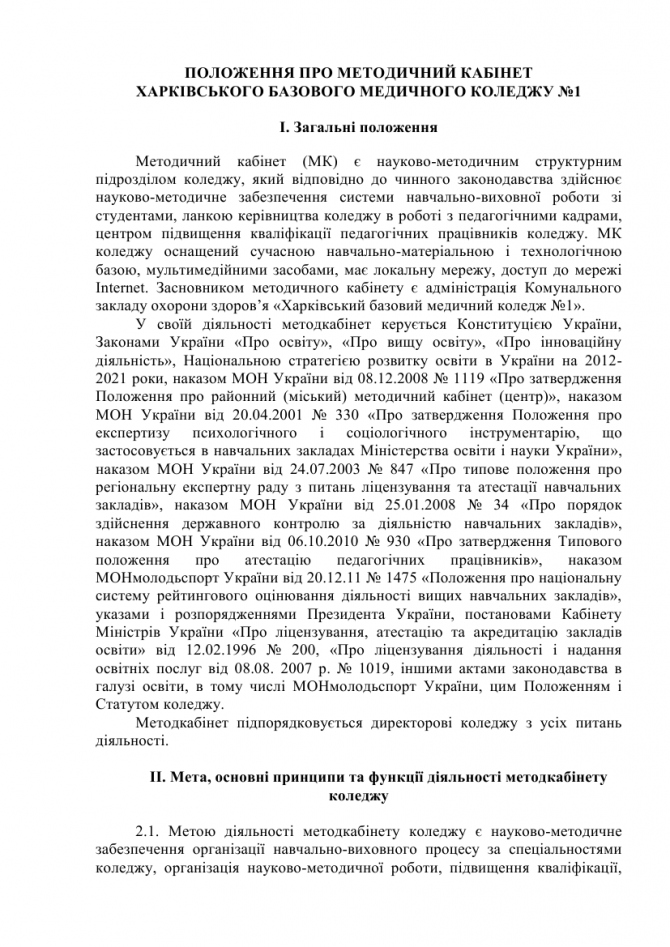 ПОЛОЖЕННЯ ПРО МЕТОДИЧНИЙ КАБІНЕТ
ХАРКІВСЬКОГО БАЗОВОГО МЕДИЧНОГО КОЛЕДЖУ №1
І. Загальні положення
Методичний кабінет (МК) є науково-методичним структурним
підрозділом коледжу, який відповідно до чинного законодавства здійснює
науково-методичне забезпечення системи навчально-виховної роботи зі
студентами, ланкою керівництва коледжу в роботі з педагогічними кадрами,
центром підвищення кваліфікації педагогічних працівників коледжу. МК
коледжу оснащений сучасною навчально-матеріальною і технологічною
базою, мультимедійними засобами, має локальну мережу, доступ до мережі
Internet. Засновником методичного кабінету є адміністрація Комунального
закладу охорони здоров’я «Харківський базовий медичний коледж №1».
У своїй діяльності методкабінет керується Конституцією України,
Законами України «Про освіту», «Про вищу освіту», «Про інноваційну
діяльність», Національною стратегією розвитку освіти в України на 2012-
2021 роки, наказом МОН України від 08.12.2008 № 1119 «Про затвердження
Положення про районний (міський) методичний кабінет (центр)», наказом
МОН України від 20.04.2001 № 330 «Про затвердження Положення про
експертизу психологічного і соціологічного інструментарію, що
застосовується в навчальних закладах Міністерства освіти і науки України»,
наказом МОН України від 24.07.2003 № 847 «Про типове положення про
регіональну експертну раду з питань ліцензування та атестації навчальних
закладів», наказом МОН України від 25.01.2008 № 34 «Про порядок
здійснення державного контролю за діяльністю навчальних закладів»,
наказом МОН України від 06.10.2010 № 930 «Про затвердження Типового
положення про атестацію педагогічних працівників», наказом
МОНмолодьспорт України від 20.12.11 № 1475 «Положення про національну
систему рейтингового оцінювання діяльності вищих навчальних закладів»,
указами і розпорядженнями Президента України, постановами Кабінету
Міністрів України «Про ліцензування, атестацію та акредитацію закладів
освіти» від 12.02.1996 № 200, «Про ліцензування діяльності і надання
освітніх послуг від 08.08. 2007 р. № 1019, іншими актами законодавства в
галузі освіти, в тому числі МОНмолодьспорт України, цим Положенням і
Статутом коледжу.
Методкабінет підпорядковується директорові коледжу з усіх питань
діяльності.
ІІ. Мета, основні принципи та функції діяльності методкабінету
коледжу
2.1. Метою діяльності методкабінету коледжу є науково-методичне
забезпечення організації навчально-виховного процесу за спеціальностями
коледжу, організація науково-методичної роботи, підвищення кваліфікації,